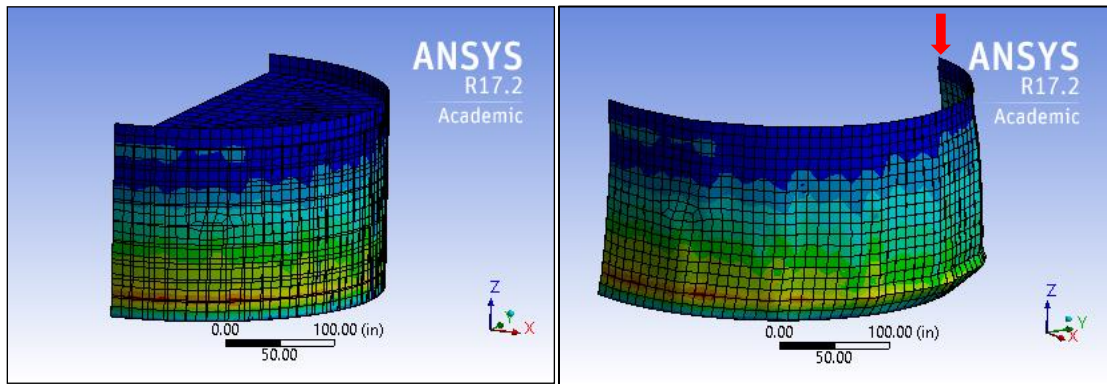 ANSYS
R17.2
Academic
0.00
100.00 (in)
50.00
Z
Y
X
ANSYS
R17.2
Academic
0.00
100.00 (in)
50.00
Z
Y
X